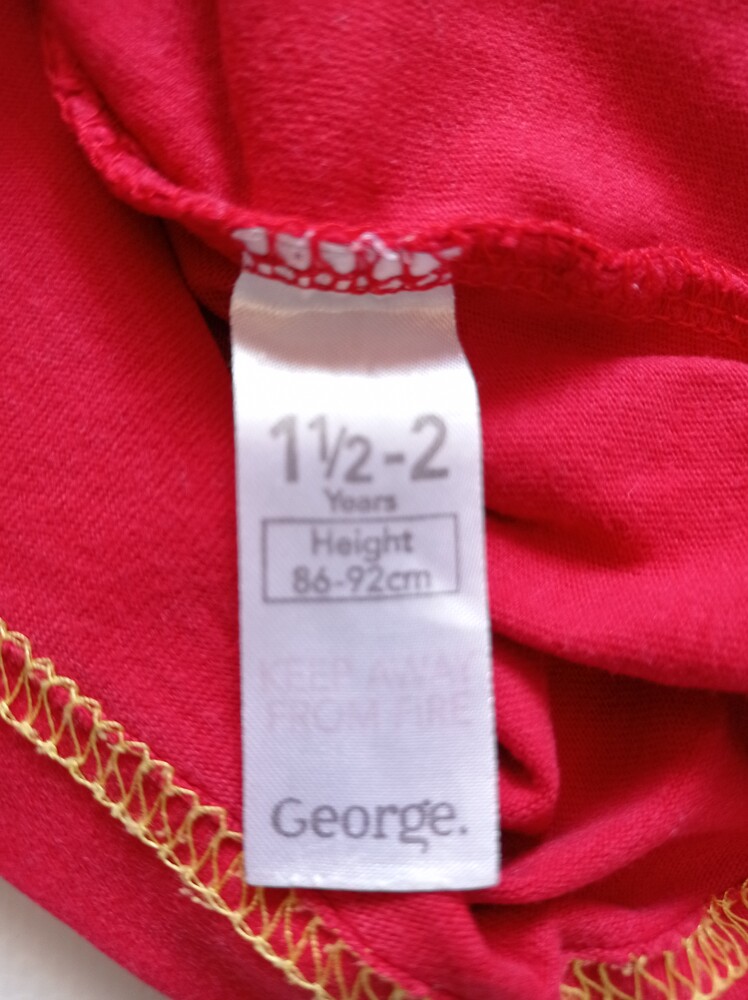 1½-2
Years
Height
86-92cm
KEEP AWAY
FROM FIRE
George.